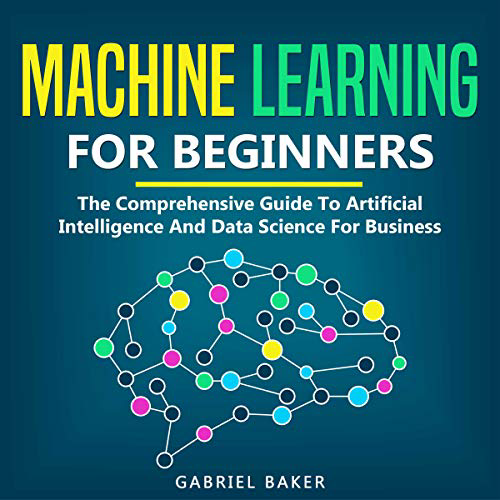 MACHINE LEARNING
FOR BEGINNERS
The Comprehensive Guide To Artificial
Intelligence And Data Science For Business
GABRIEL BAKER